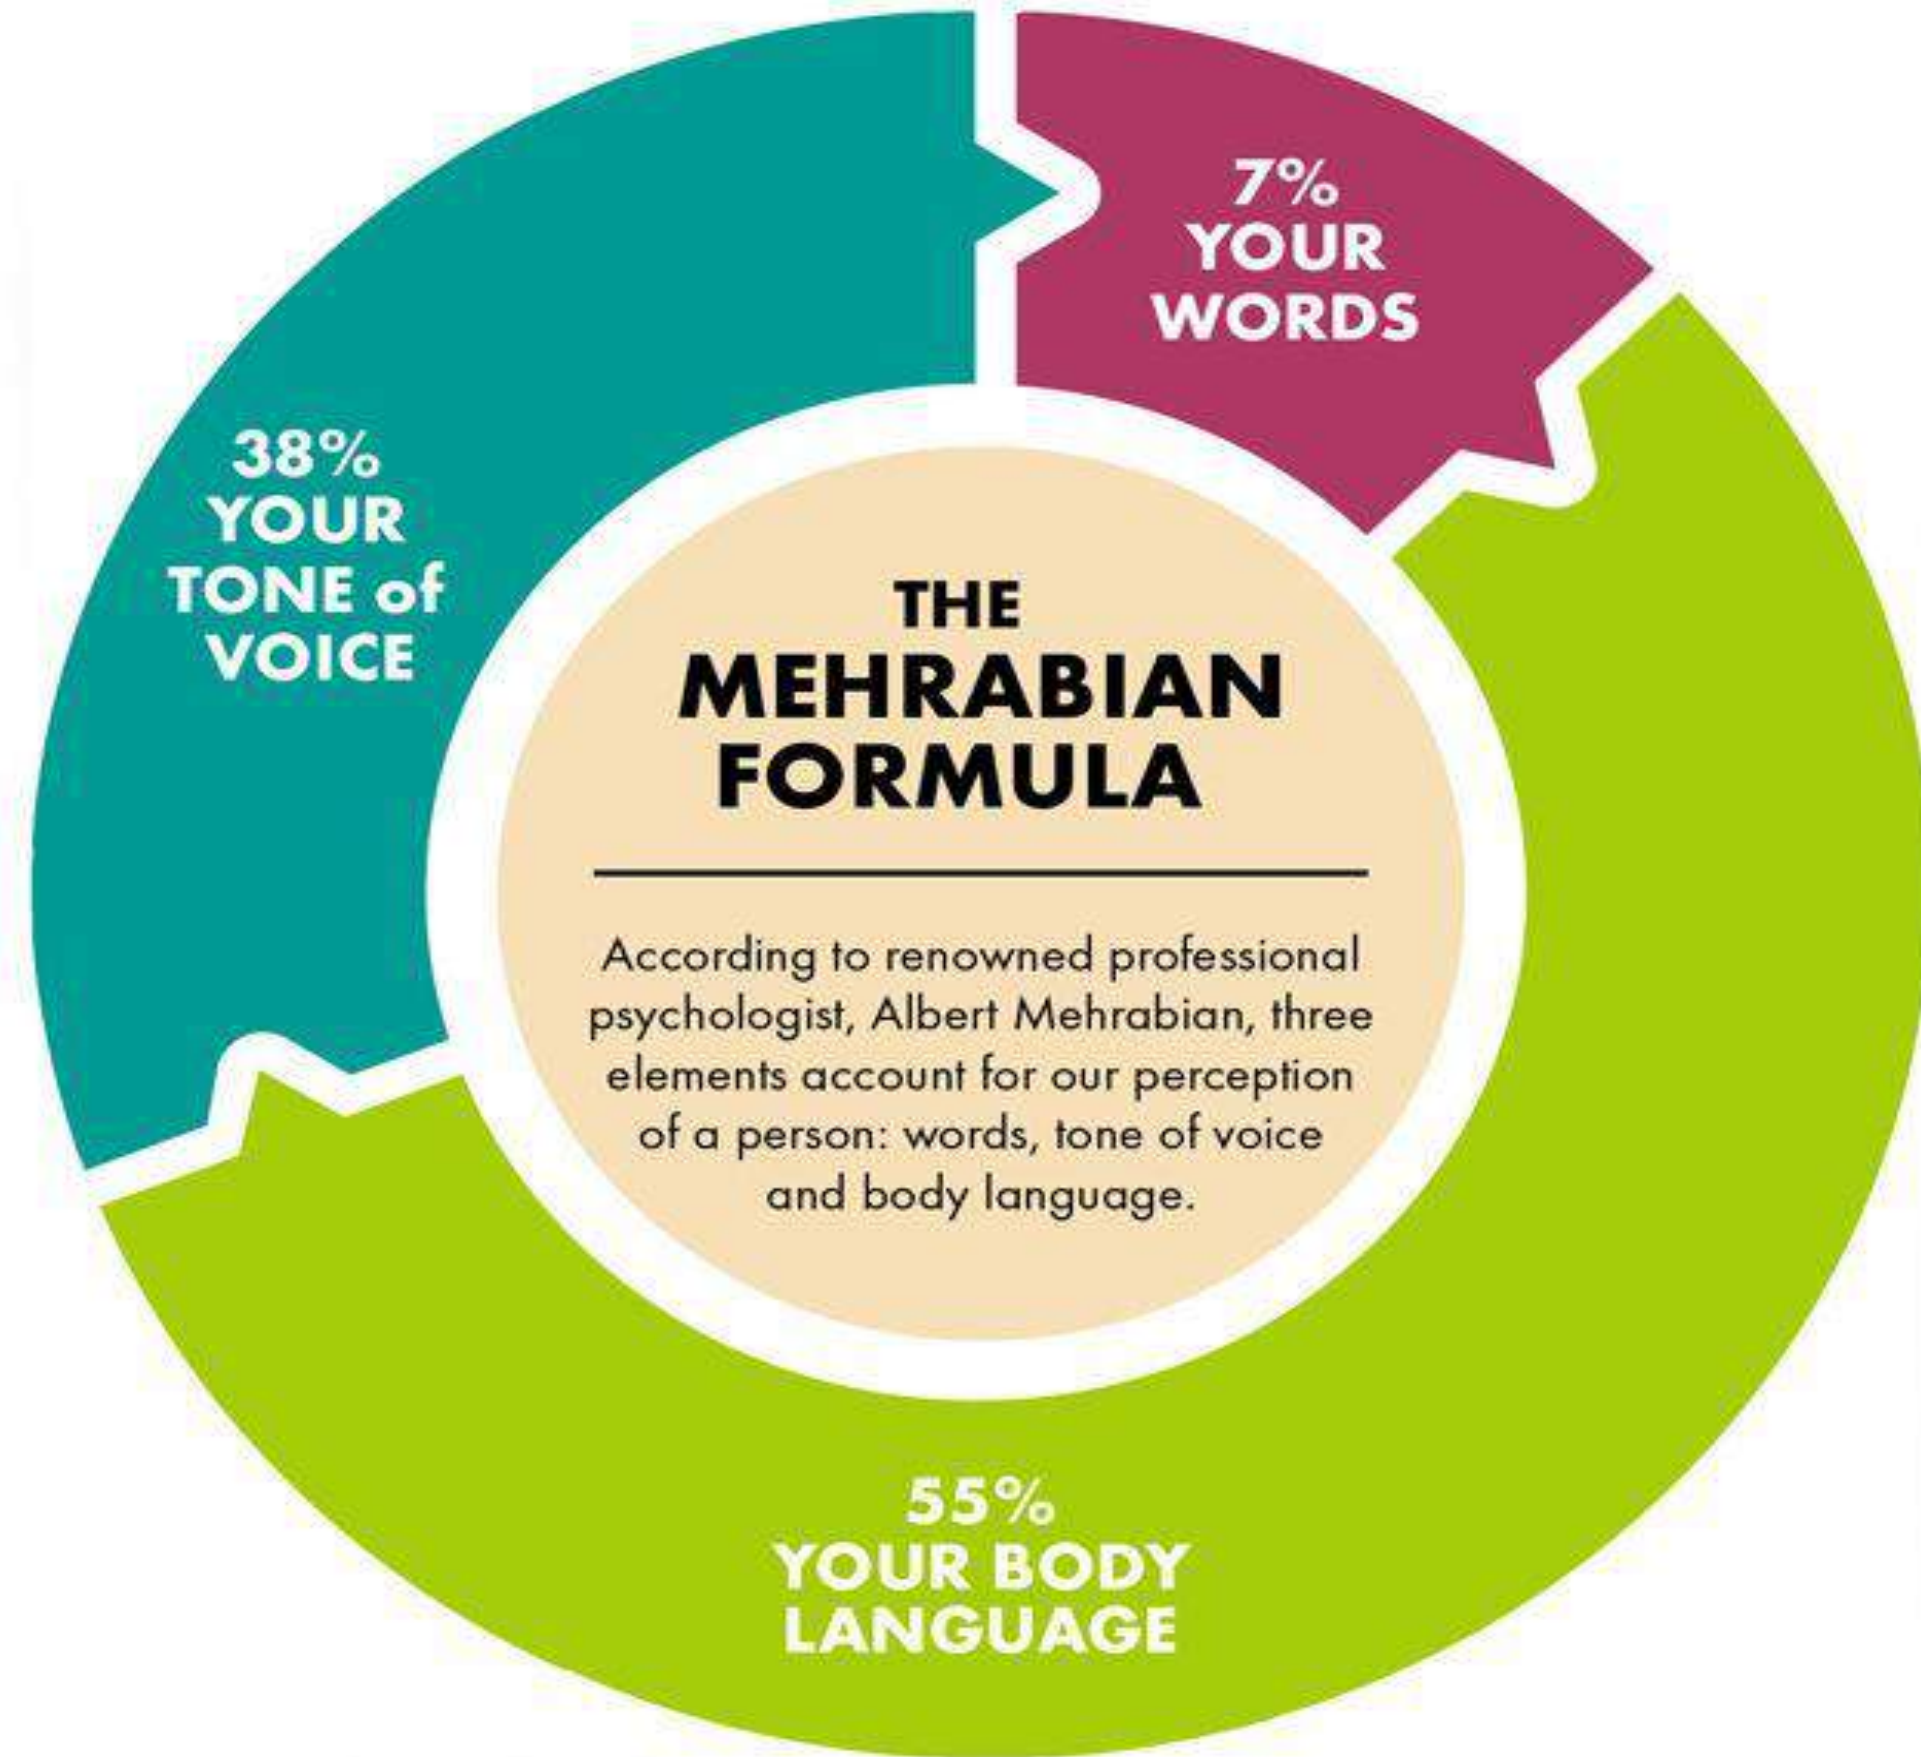 7%
YOUR
WORDS
38%
YOUR
TONE of
VOICE
THE
MEHRABIAN
FORMULA
According to renowned professional
psychologist, Albert Mehrabian, three
elements account for our perception
of a person: words, tone of voice
and body language.
55%
YOUR BODY
LANGUAGE